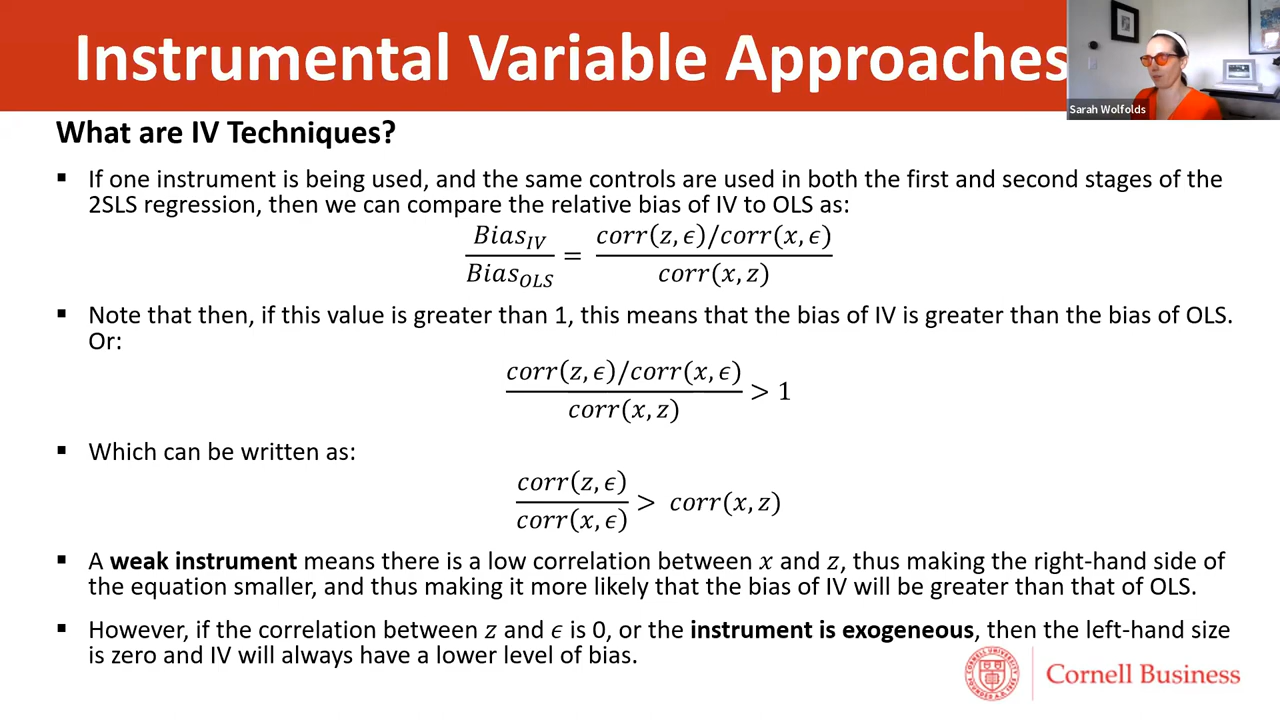 Instrumental Variable Approaches
Sarah Wolfolds
What are IV Techniques?
▪ If one instrument is being used, and the same controls are used in both the first and second stages of the
2SLS regression, then we can compare the relative bias of IV to OLS as:
Bias_IV / Bias_OLS = (corr(z, ϵ)/corr(x, ϵ)) / corr(x, z)
▪ Note that then, if this value is greater than 1, this means that the bias of IV is greater than the bias of OLS.
Or:
(corr(z, ϵ)/corr(x, ϵ)) / corr(x, z) > 1
▪ Which can be written as:
corr(z, ϵ) / corr(x, ϵ) > corr(x, z)
▪ A weak instrument means there is a low correlation between x and z, thus making the right-hand side of
the equation smaller, and thus making it more likely that the bias of IV will be greater than that of OLS.
▪ However, if the correlation between z and ϵ is 0, or the instrument is exogeneous, then the left-hand size
is zero and IV will always have a lower level of bias.
Cornell Business